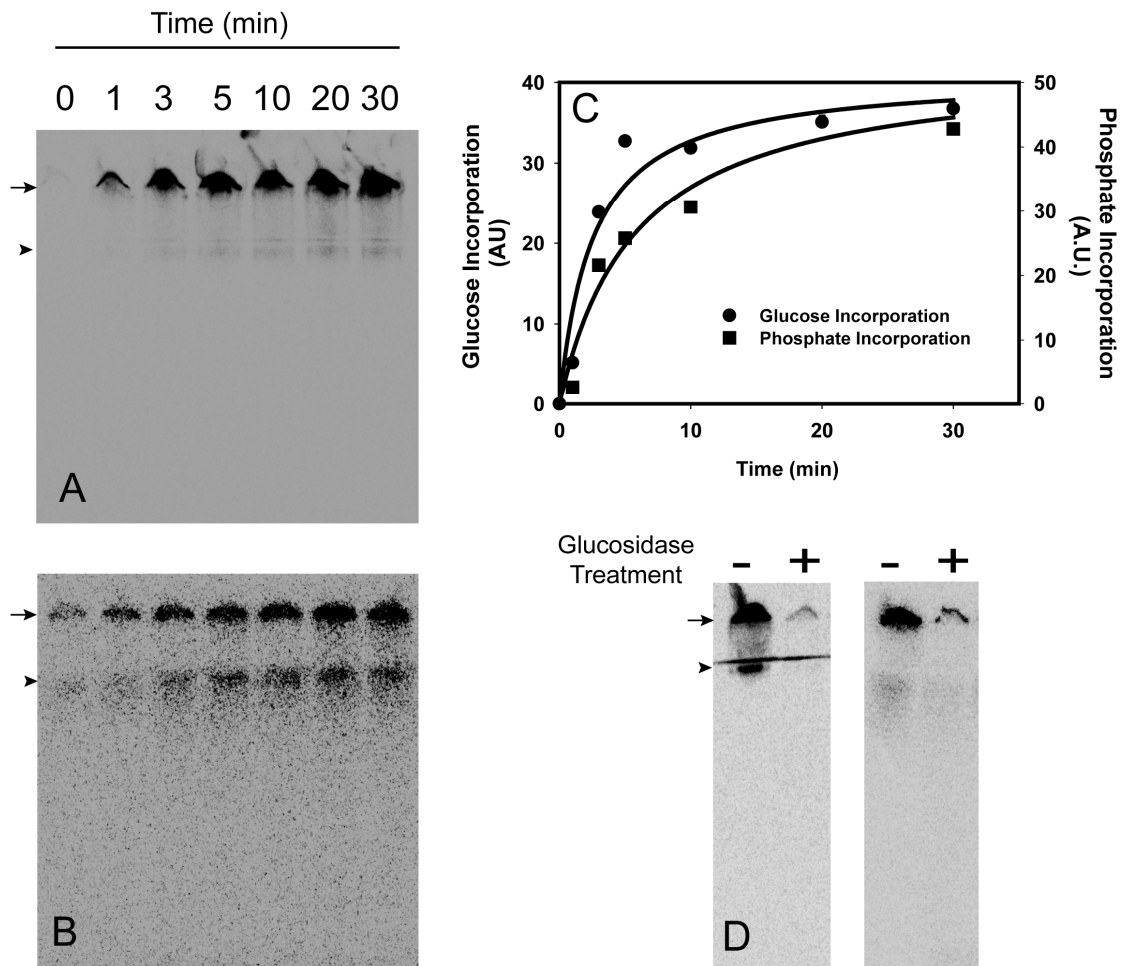 Time (min)
0 1 3 5 10 20 30
A
B
C
40
30
20
10
0
Glucose Incorporation
(AU)
50
40
30
20
10
0
Phosphate Incorporation
(A.U.)
Glucose Incorporation
Phosphate Incorporation
0 10 20 30
Time (min)
Glucosidase
Treatment
- + - +
D